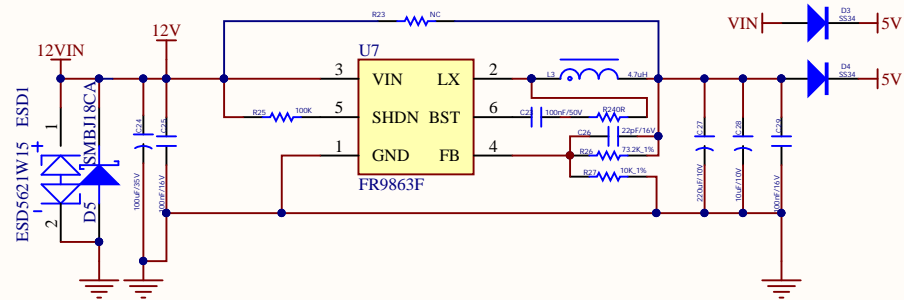 R23
NC
12V
12VIN
VIN
D3
SS34
5V
D4
SS34
5V
U7
3
VIN
LX
2
5
SHDN
BST
6
1
GND
FB
4
FR9863F
L3
4.7uH
R25
100K
C23
100nF/50V
R24
0R
C26
22pF/16V
R26
73.2K_1%
R27
10K_1%
ESD1
ESD5621W15
1
2
SMBJ18CA
D5
C24
100uF/35V
C25
100nF/16V
C27
220uF/10V
C28
10uF/10V
C29
100nF/16V